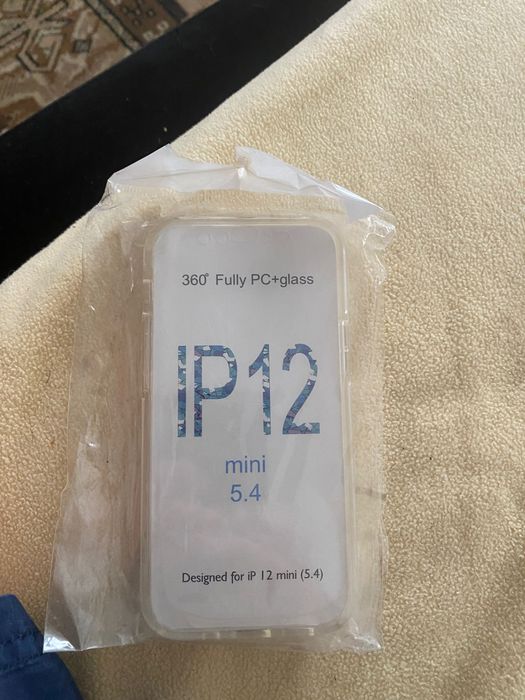 360° Fully PC+glass
IP12
mini
5.4
Designed for iP 12 mini (5.4)